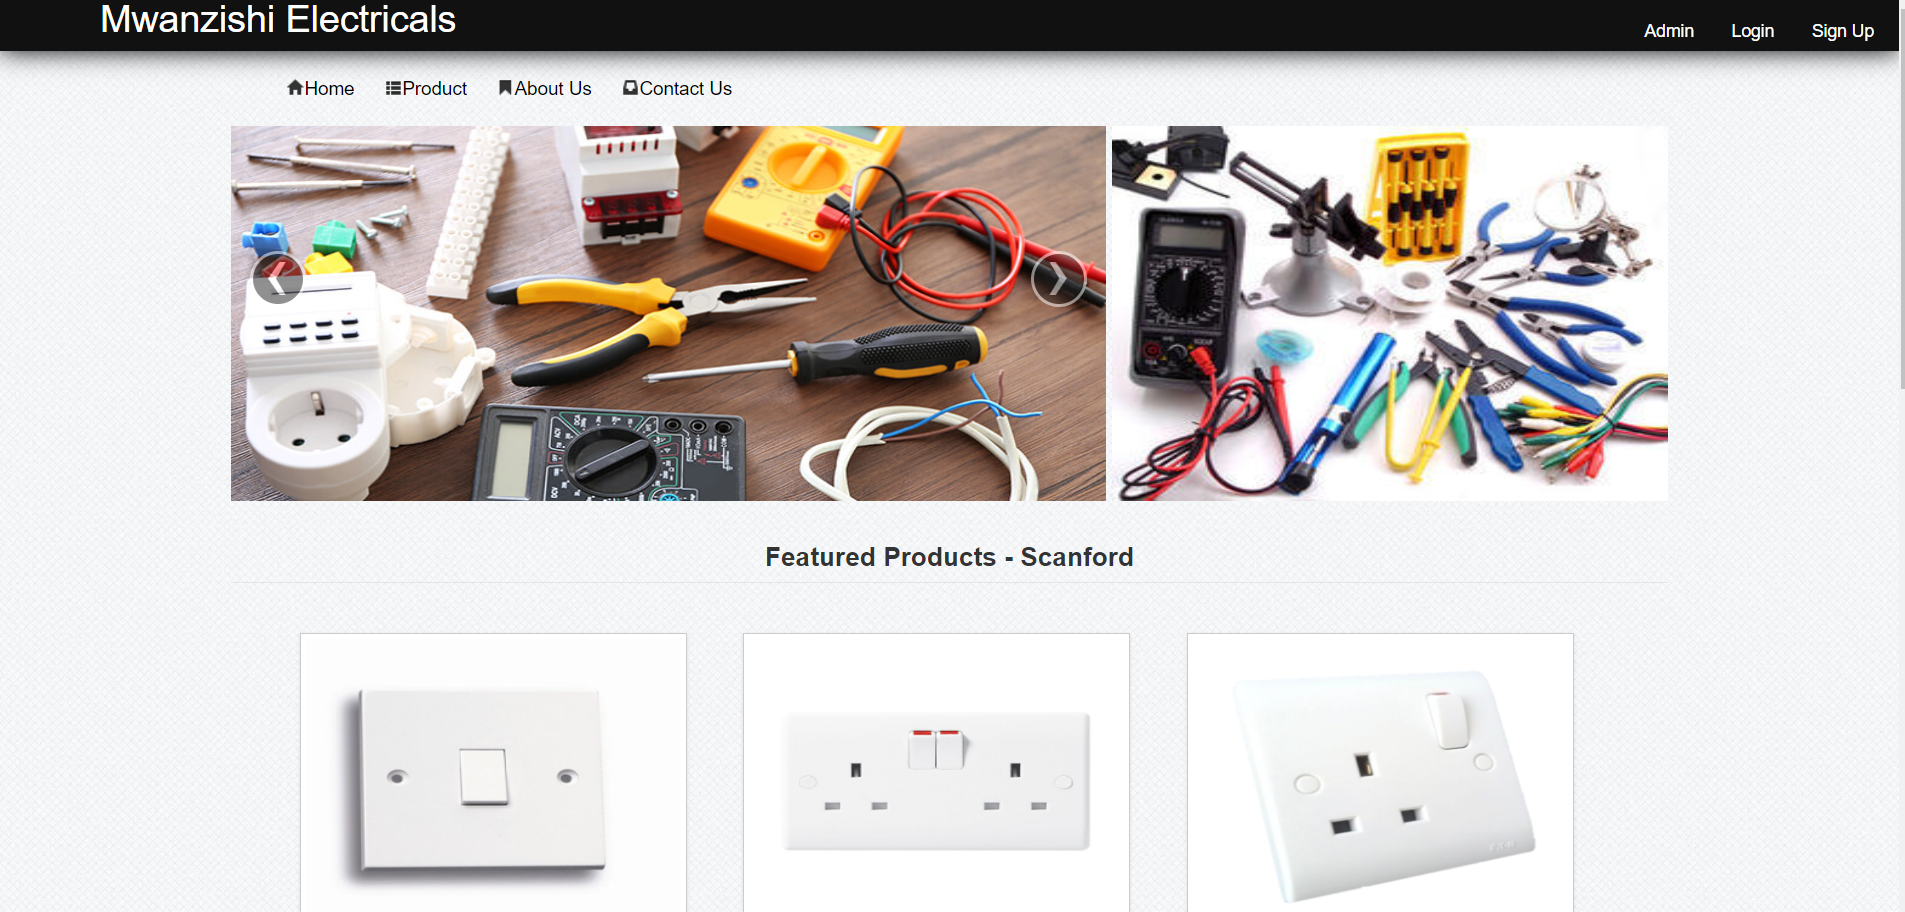 Mwanzishi Electricals
Admin Login Sign Up
Home Product About Us Contact Us
Featured Products - Scanford